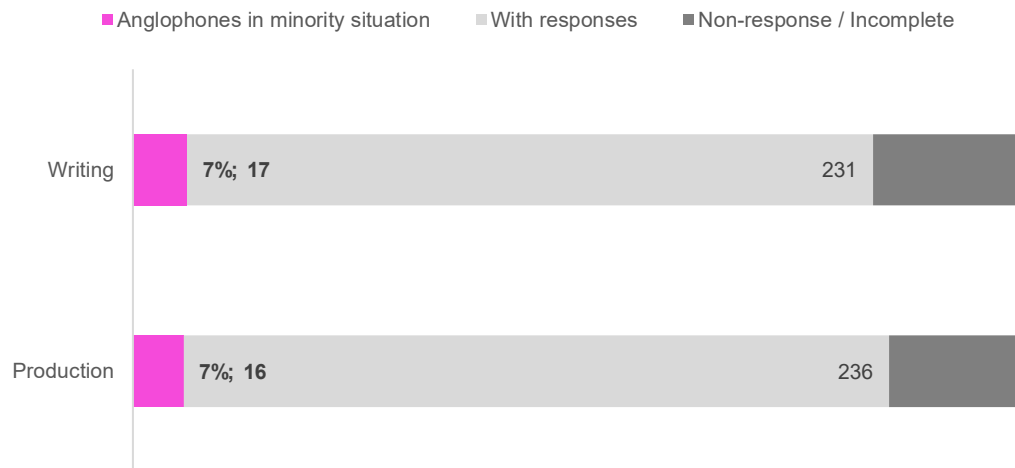 Anglophones in minority situation With responses Non-response / Incomplete
Writing 7%; 17 231
Production 7%; 16 236